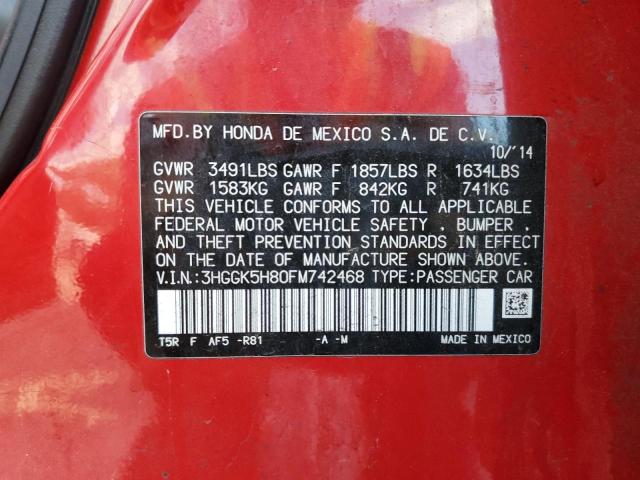 MFD.BY HONDA DE MEXICO S.A. DE C.V.
10/'14
GVWR 3491LBS GAWR F 1857LBS R 1634LBS
GVWR 1583KG GAWR F 842KG R 741KG
THIS VEHICLE CONFORMS TO ALL APPLICABLE
FEDERAL MOTOR VEHICLE SAFETY , BUMPER ,
AND THEFT PREVENTION STANDARDS IN EFFECT
ON THE DATE OF MANUFACTURE SHOWN ABOVE.
V.I.N.:3HGGK5H80FM742468 TYPE:PASSENGER CAR
T5R F AF5 -R81 -A -M MADE IN MEXICO